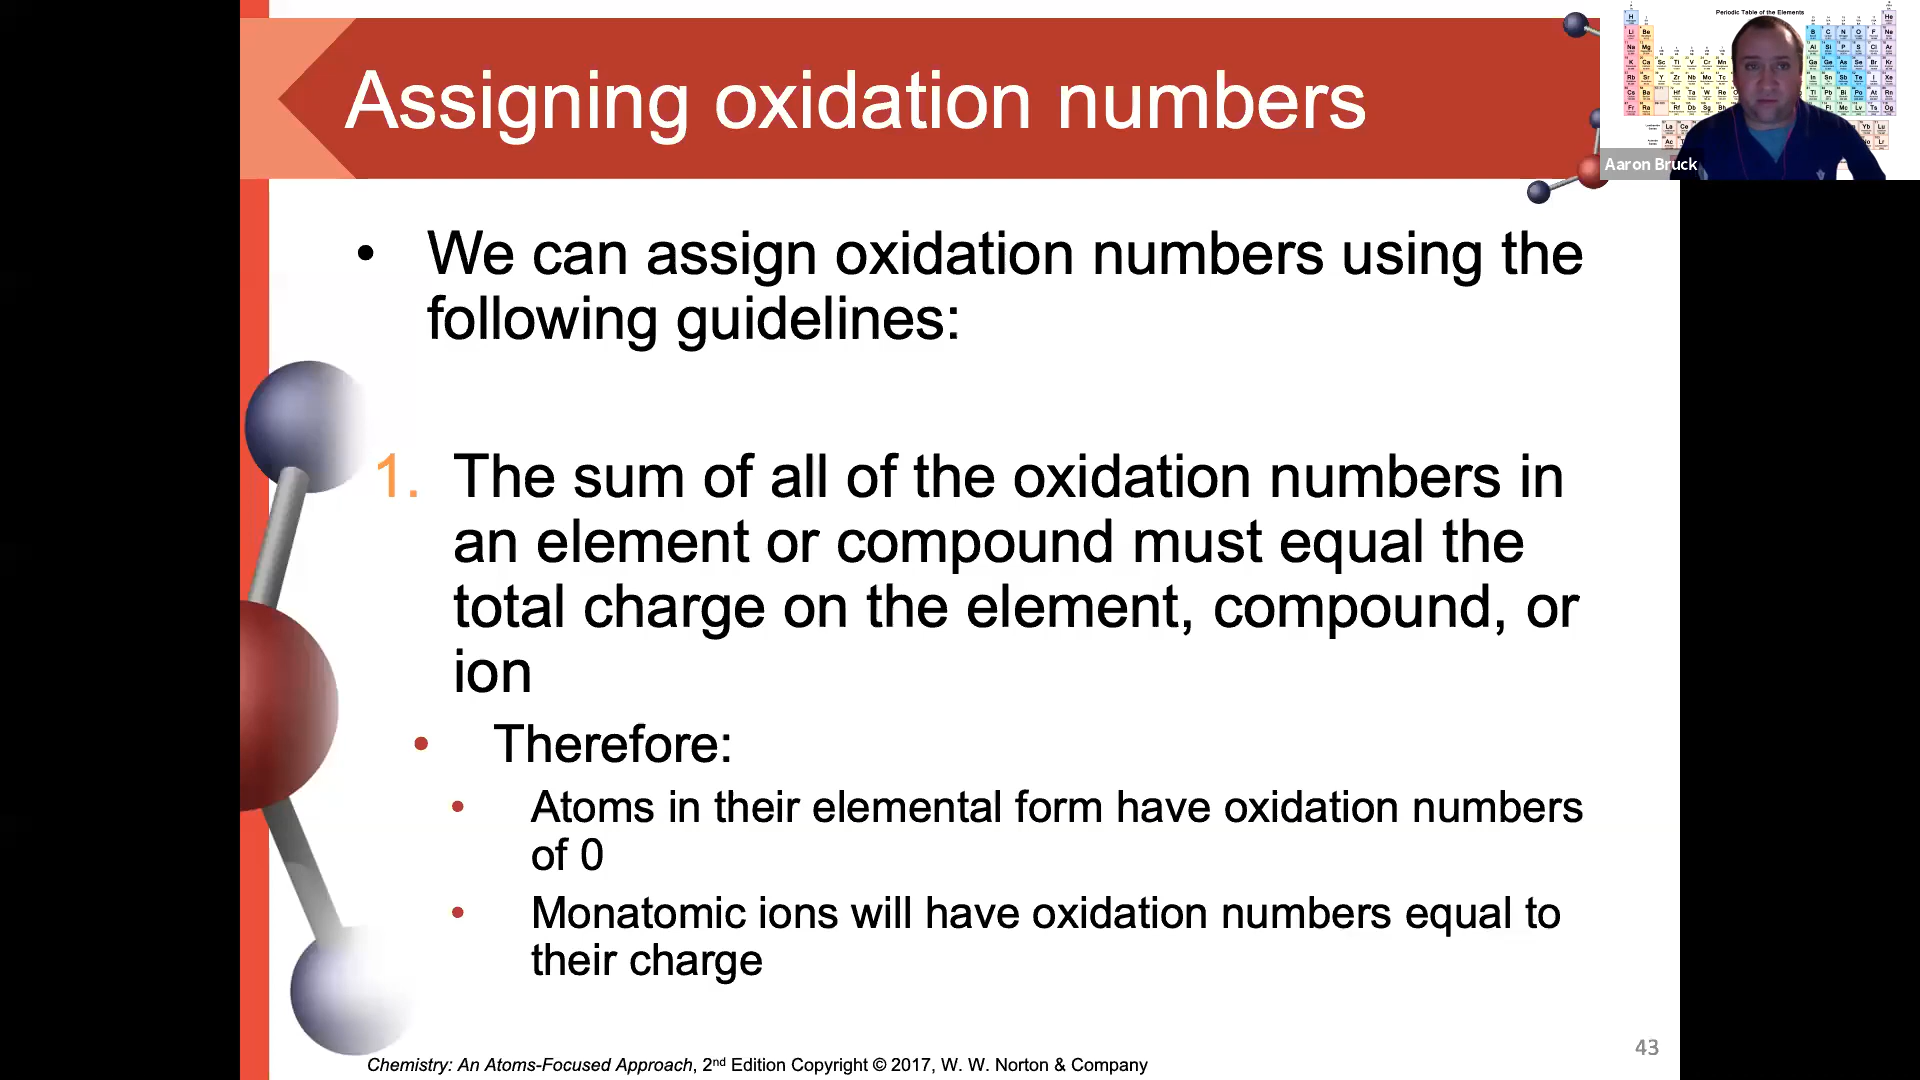 Assigning oxidation numbers
Periodic Table of the Elements
Aaron Bruck
• We can assign oxidation numbers using the
following guidelines:
1. The sum of all of the oxidation numbers in
an element or compound must equal the
total charge on the element, compound, or
ion
• Therefore:
• Atoms in their elemental form have oxidation numbers
of 0
• Monatomic ions will have oxidation numbers equal to
their charge
43
Chemistry: An Atoms-Focused Approach, 2nd Edition Copyright © 2017, W. W. Norton & Company